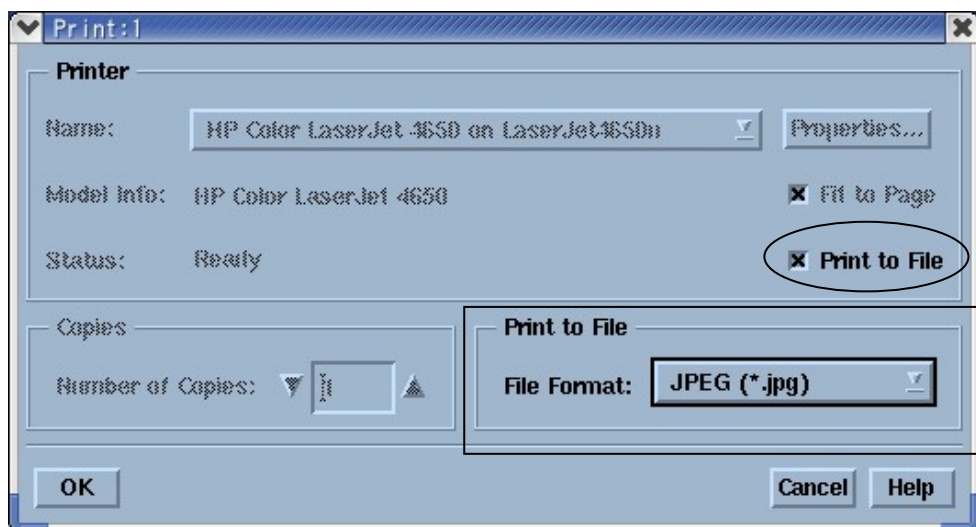 Print:1
Printer
Name: HP Color LaserJet 4650 on LaserJet4650n Properties...
Model Info: HP Color LaserJet 4650 Fit to Page
Status: Ready Print to File
Copies Print to File
Number of Copies: 1 File Format: JPEG (*.jpg)
OK Cancel Help